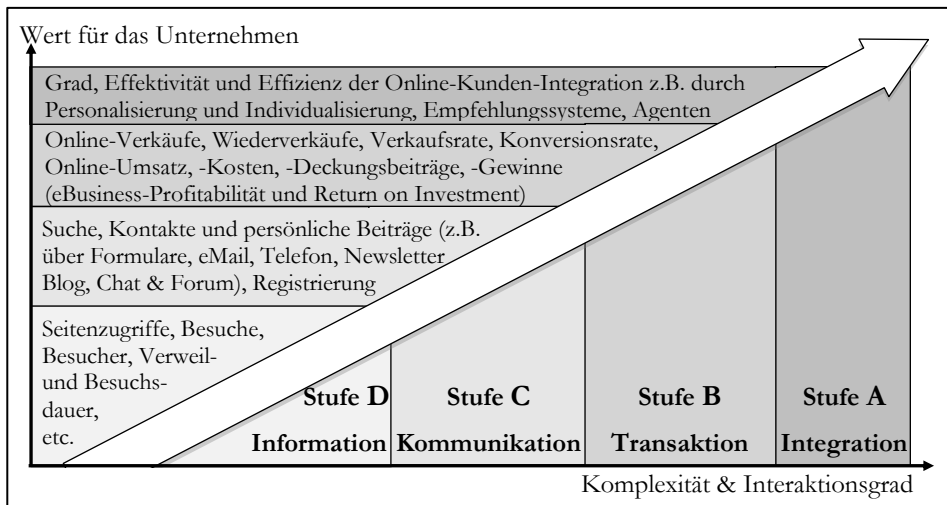 Wert für das Unternehmen
Grad, Effektivität und Effizienz der Online-Kunden-Integration z.B. durch
Personalisierung und Individualisierung, Empfehlungssysteme, Agenten
Online-Verkäufe, Wiederverkäufe, Verkaufsrate, Konversionsrate,
Online-Umsatz, -Kosten, -Deckungsbeiträge, -Gewinne
(eBusiness-Profitabilität und Return on Investment)
Suche, Kontakte und persönliche Beiträge (z.B.
über Formulare, eMail, Telefon, Newsletter
Blog, Chat & Forum), Registrierung
Seitenzugriffe, Besuche,
Besucher, Verweil-
und Besuchs-
dauer,
etc.
Stufe D
Information
Stufe C
Kommunikation
Stufe B
Transaktion
Stufe A
Integration
Komplexität & Interaktionsgrad